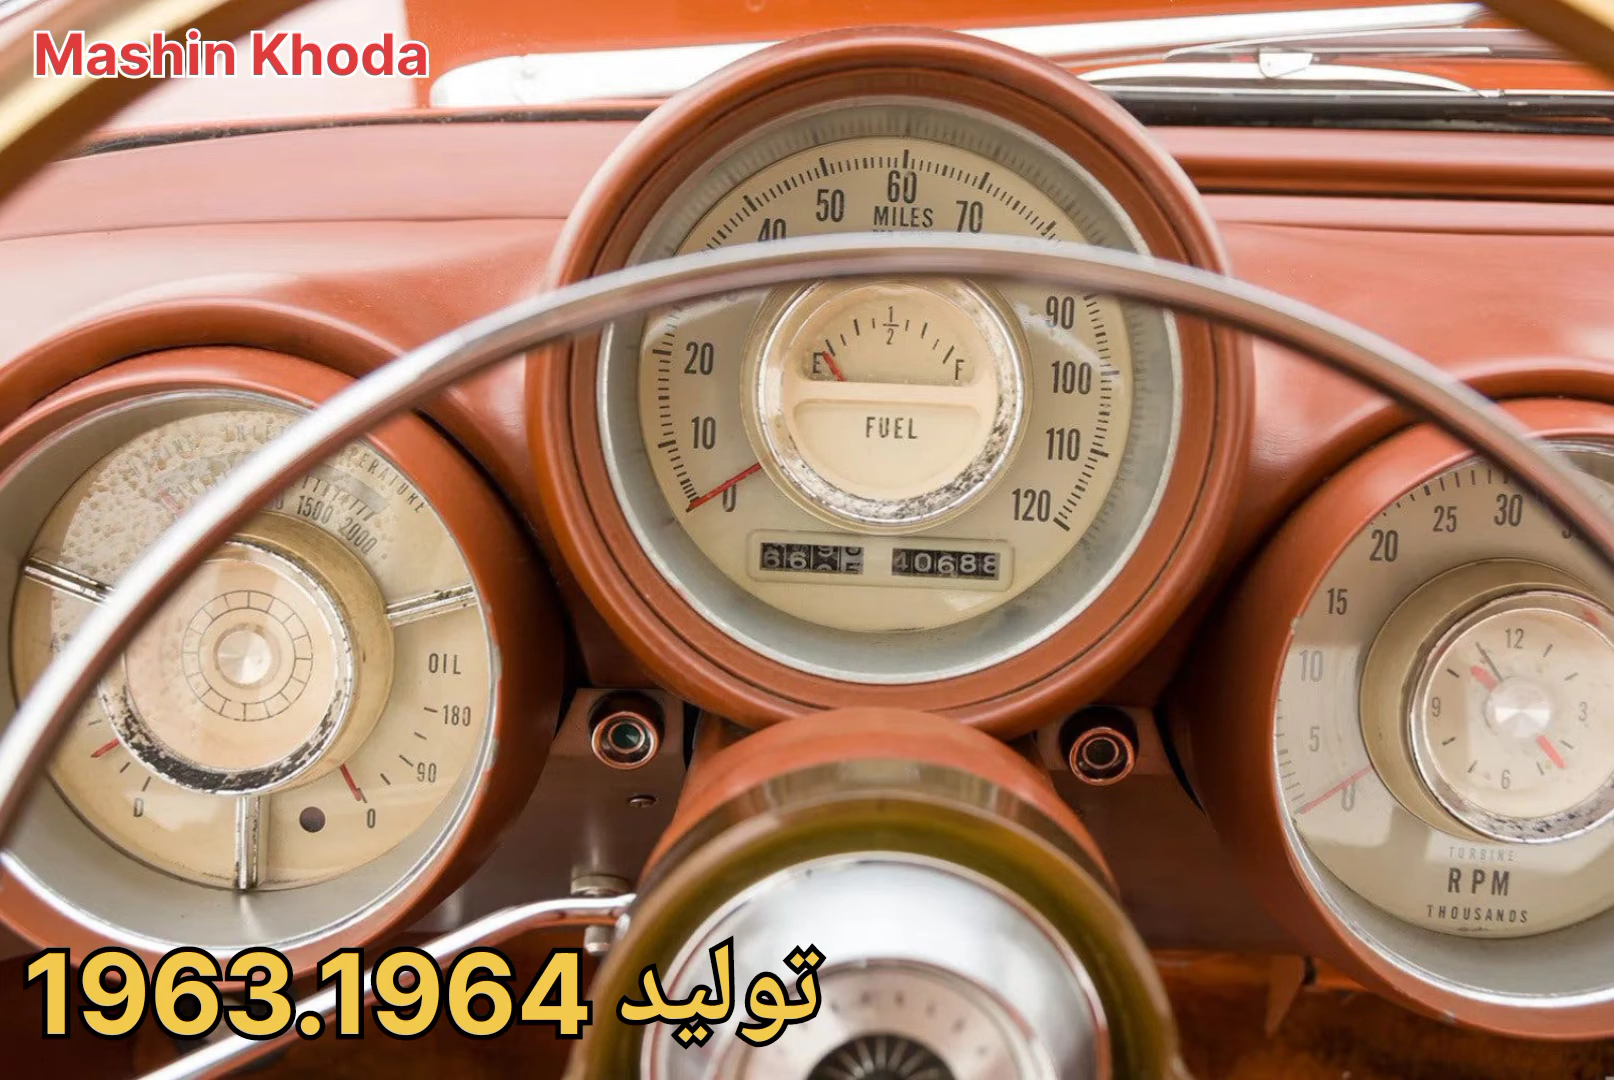 Mashin Khoda
50
60
70
40
MILES
20
10
0
90
100
110
120
1/2
E
F
FUEL
40688
1500 2000
OIL
180
90
0
D
0
5
10
15
20
25
30
12
3
6
9
TURBINE
RPM
THOUSANDS
تولید 1963.1964